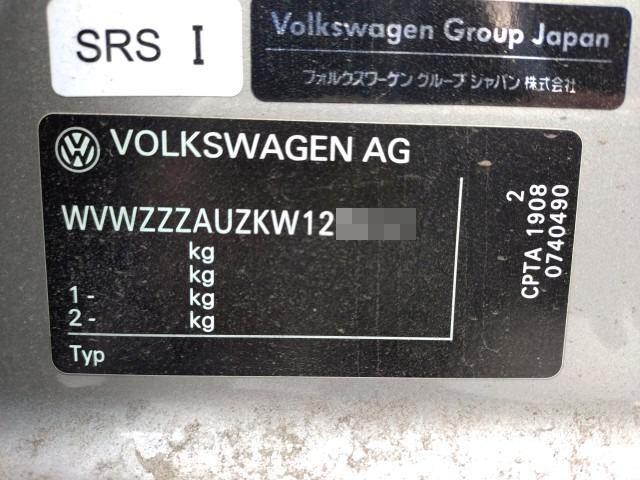 SRS I
Volkswagen Group Japan
フォルクスワーゲン グループ ジャパン 株式会社
VOLKSWAGEN AG
WVWZZZAUZKW12
kg
kg
1 - kg
2 - kg
Typ
2
CPTA 1908
0740490